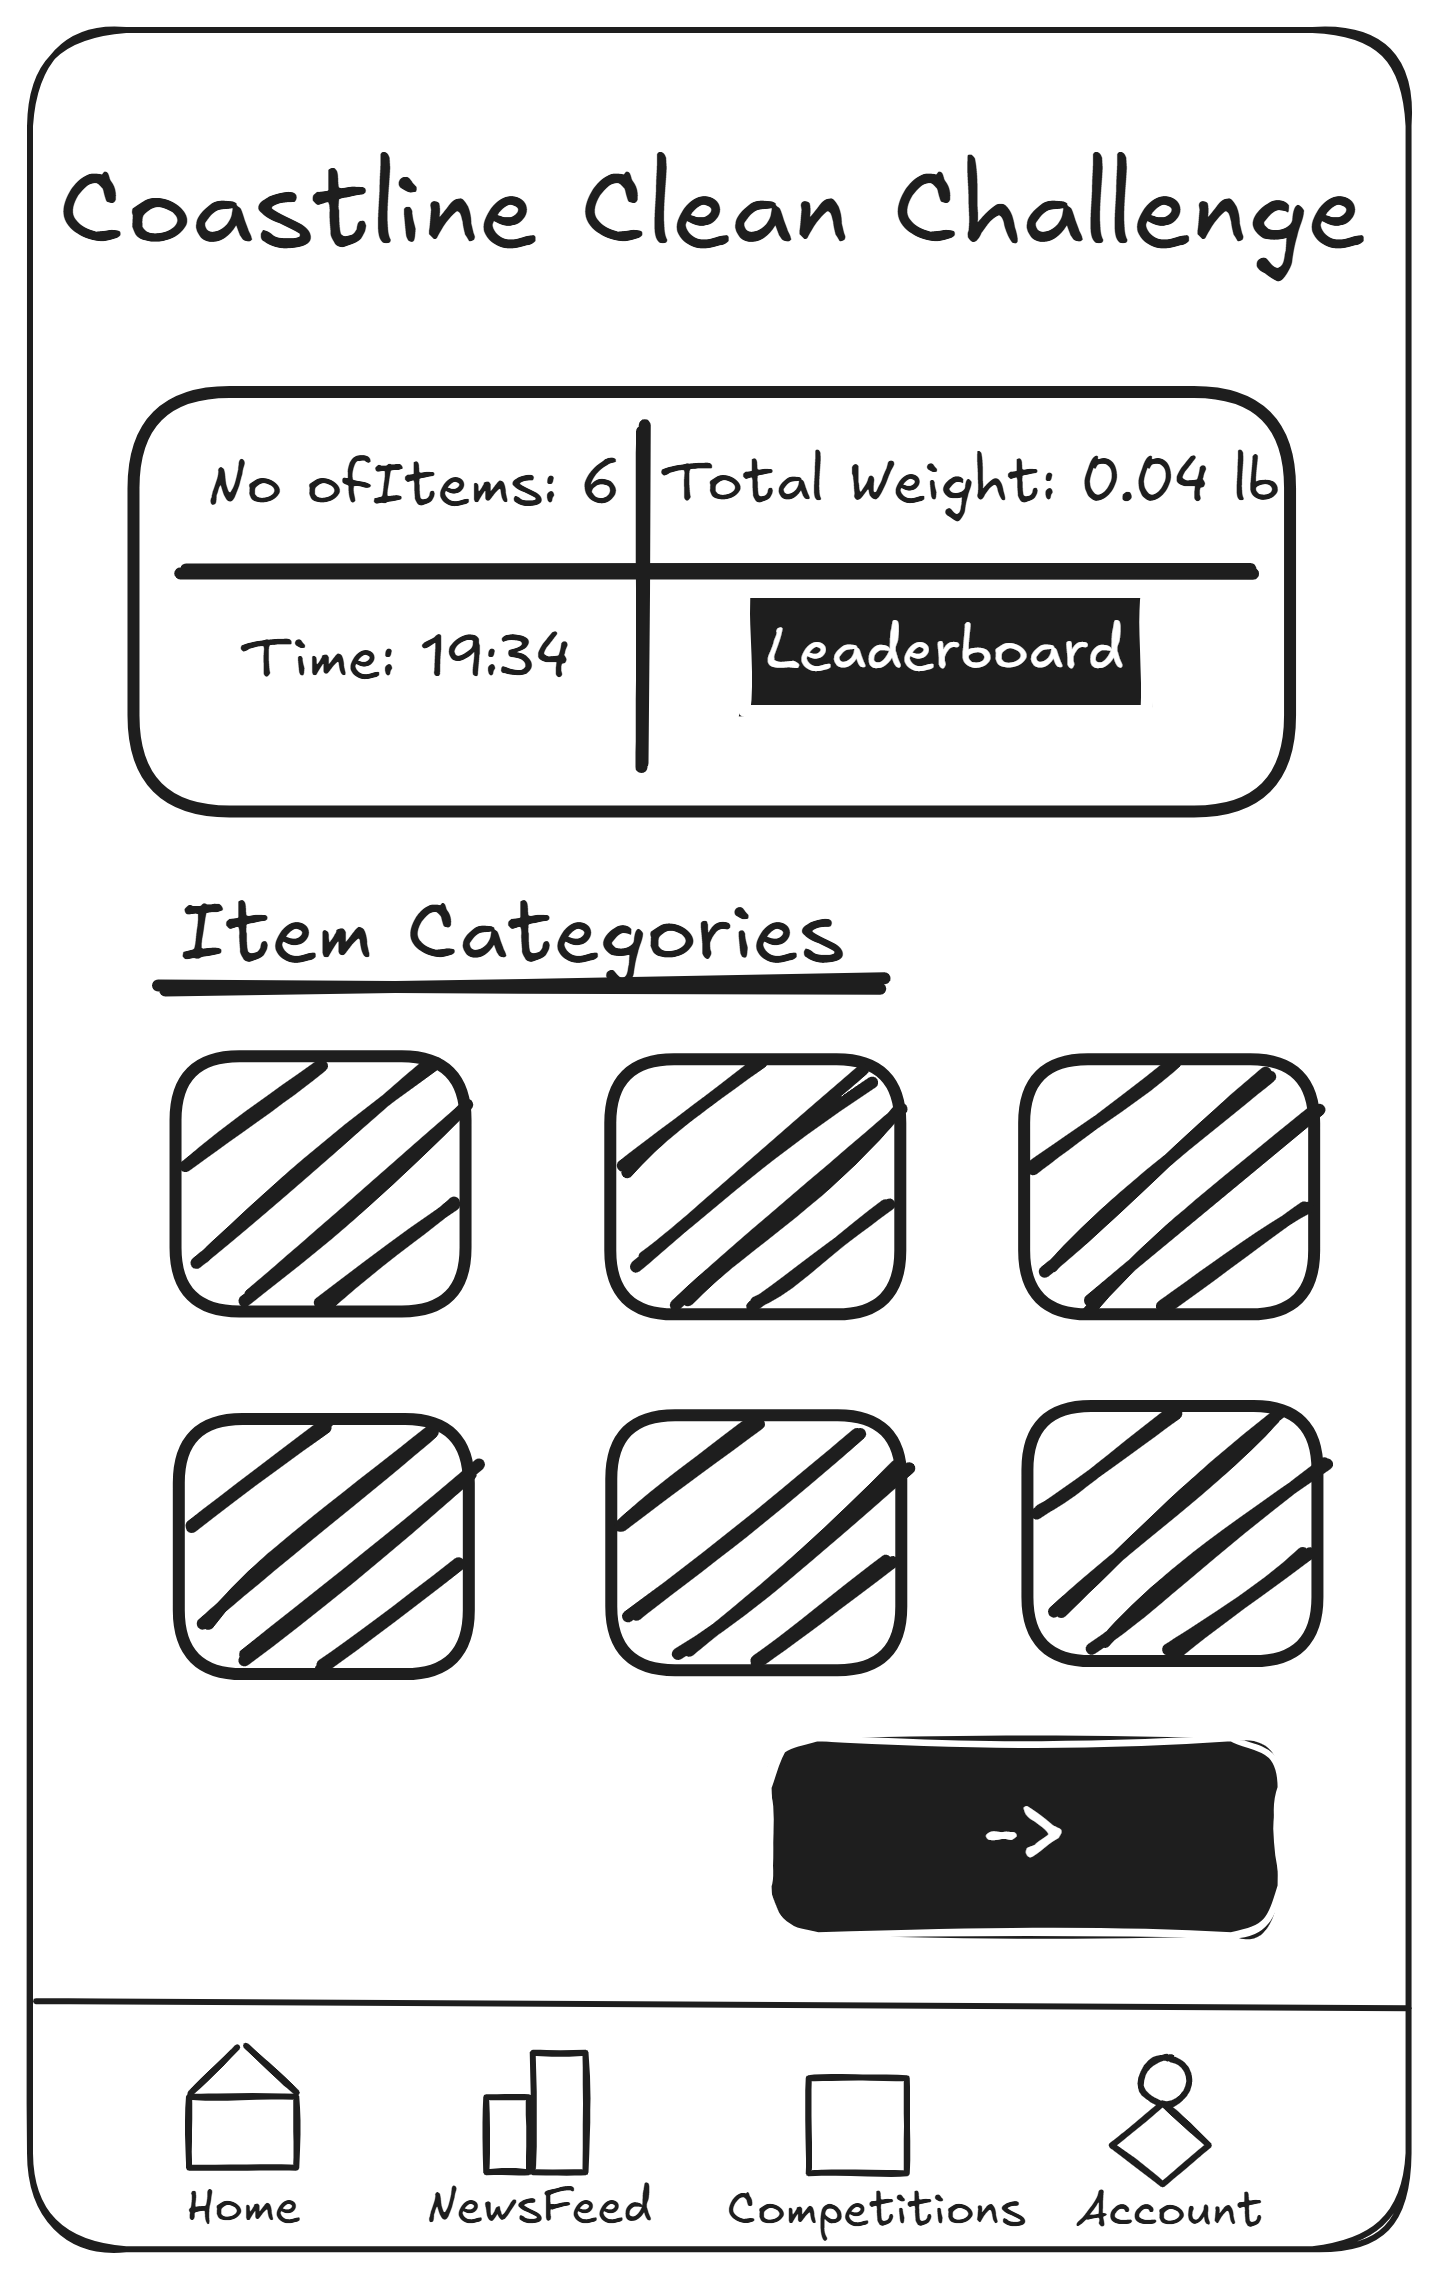 Coastline Clean Challenge
No ofItems: 6
Total Weight: 0.04 lb
Time: 19:34
Leaderboard
Item Categories
->
Home
NewsFeed
Competitions
Account